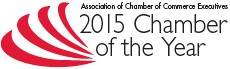 Association of Chamber of Commerce Executives
2015 Chamber
of the Year